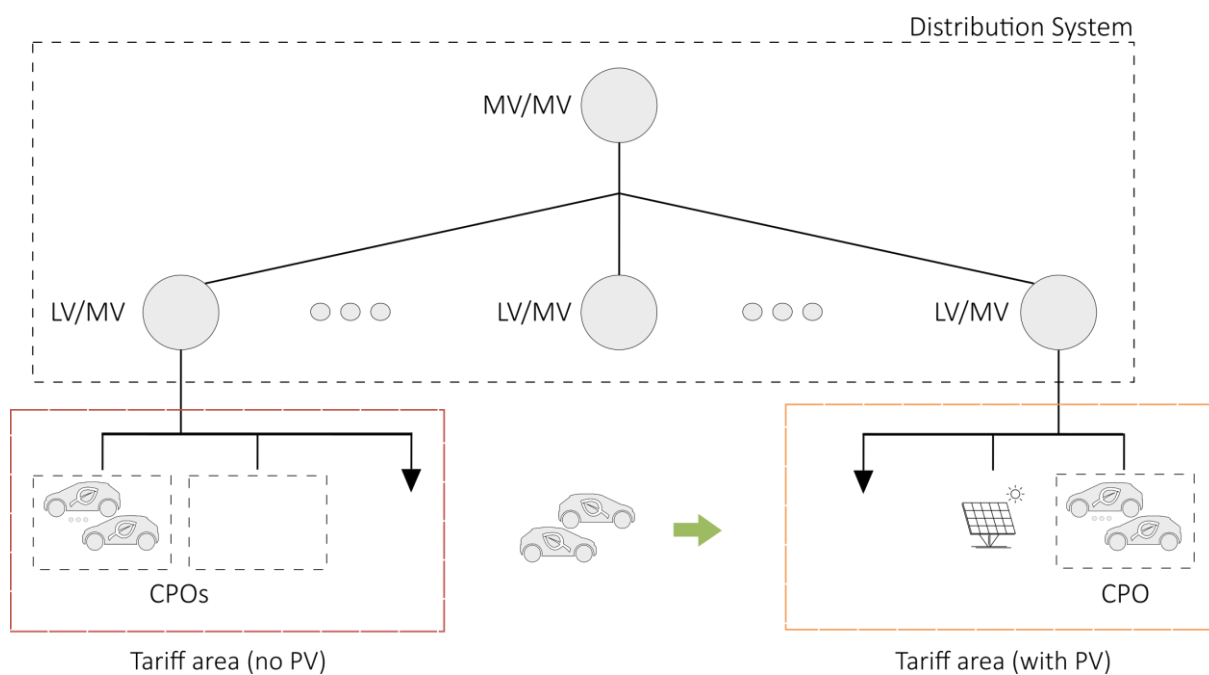 Distribution System
MV/MV
LV/MV
LV/MV
LV/MV
CPOs
CPO
Tariff area (no PV)
Tariff area (with PV)